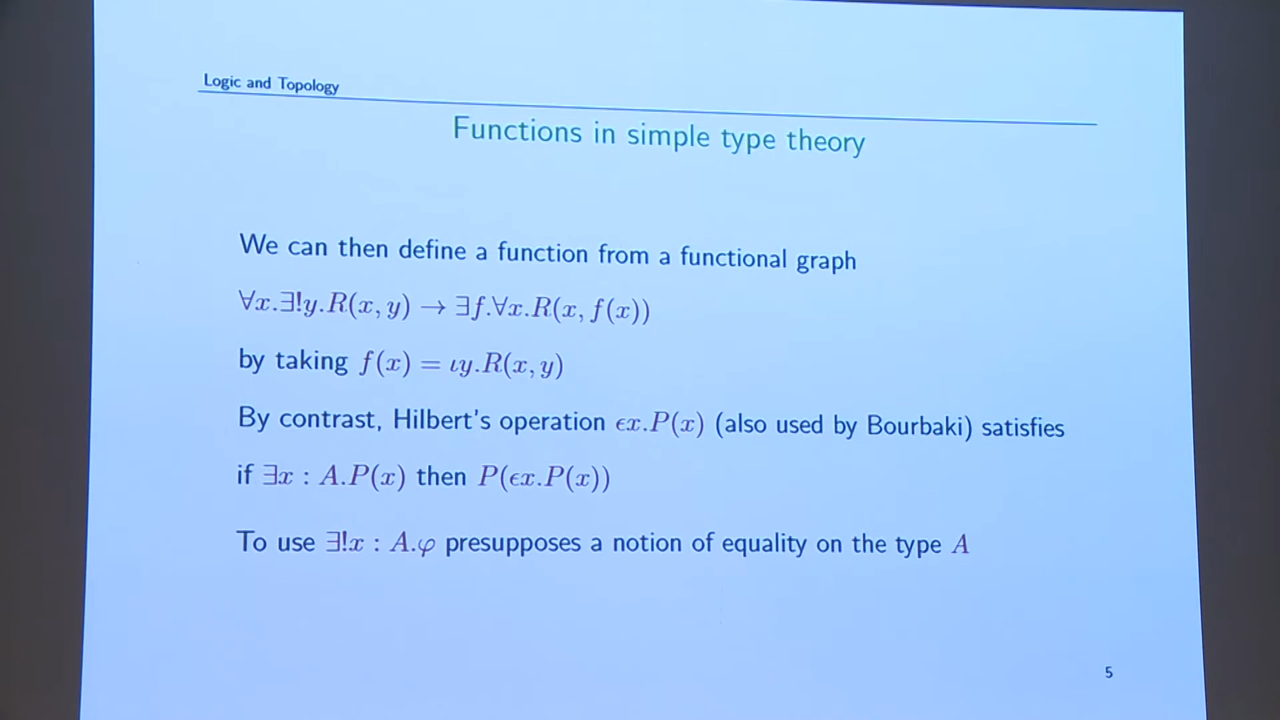 Logic and Topology
Functions in simple type theory
We can then define a function from a functional graph
∀x.∃!y.R(x, y) → ∃f.∀x.R(x, f(x))
by taking f(x) = ιy.R(x, y)
By contrast, Hilbert's operation ϵx.P(x) (also used by Bourbaki) satisfies
if ∃x : A.P(x) then P(ϵx.P(x))
To use ∃!x : A.φ presupposes a notion of equality on the type A
5